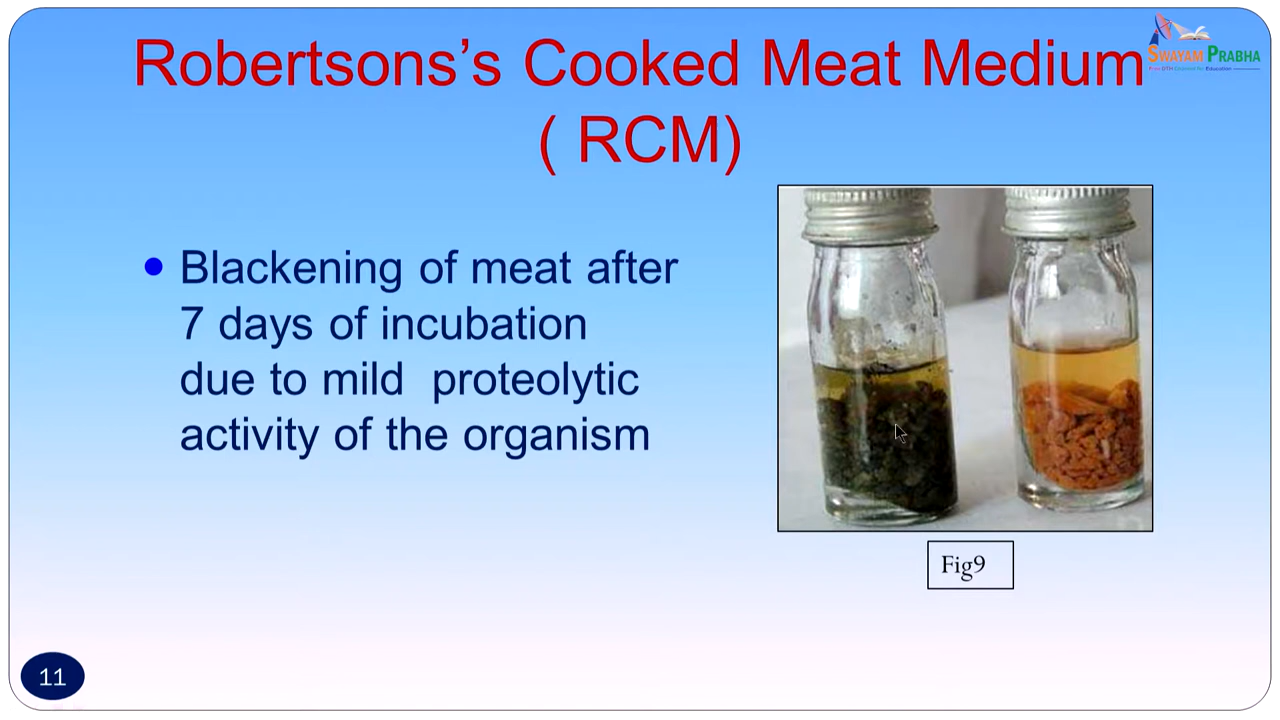 Robertsons’s Cooked Meat Medium
( RCM)
SWAYAM PRABHA
• Blackening of meat after
7 days of incubation
due to mild proteolytic
activity of the organism
Fig9
11